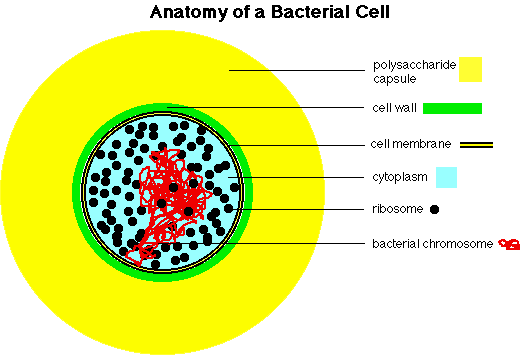 Anatomy of a Bacterial Cell
polysaccharide
capsule
cell wall
cell membrane
cytoplasm
ribosome
bacterial chromosome